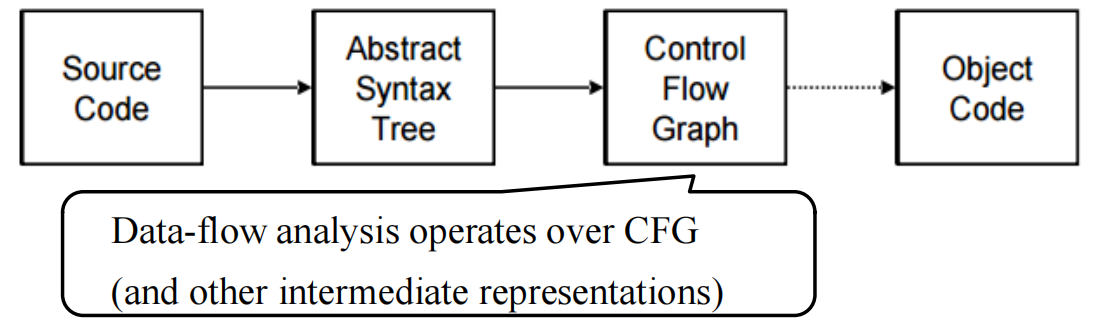 Source
Code
Abstract
Syntax
Tree
Control
Flow
Graph
Object
Code
Data-flow analysis operates over CFG
(and other intermediate representations)